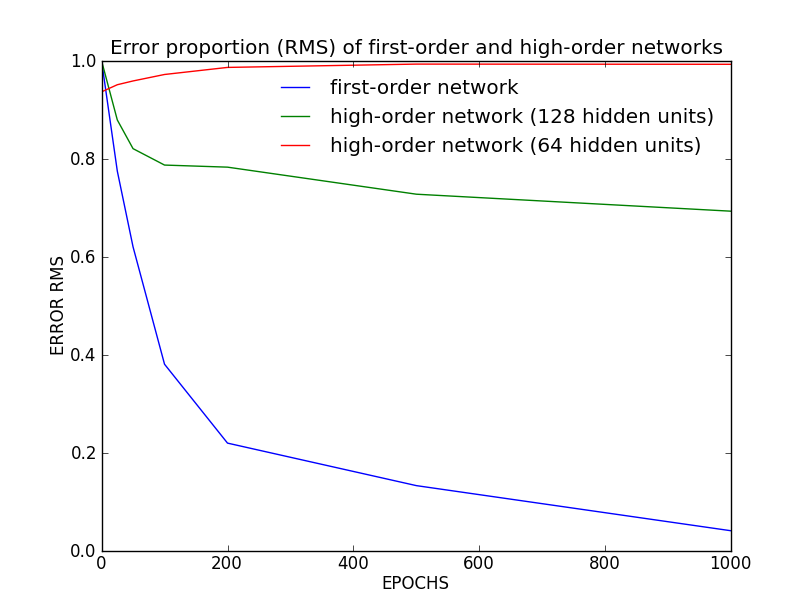 Error proportion (RMS) of first-order and high-order networks
first-order network
high-order network (128 hidden units)
high-order network (64 hidden units)
ERROR RMS
1.0
0.8
0.6
0.4
0.2
0.0
0 200 400 600 800 1000
EPOCHS